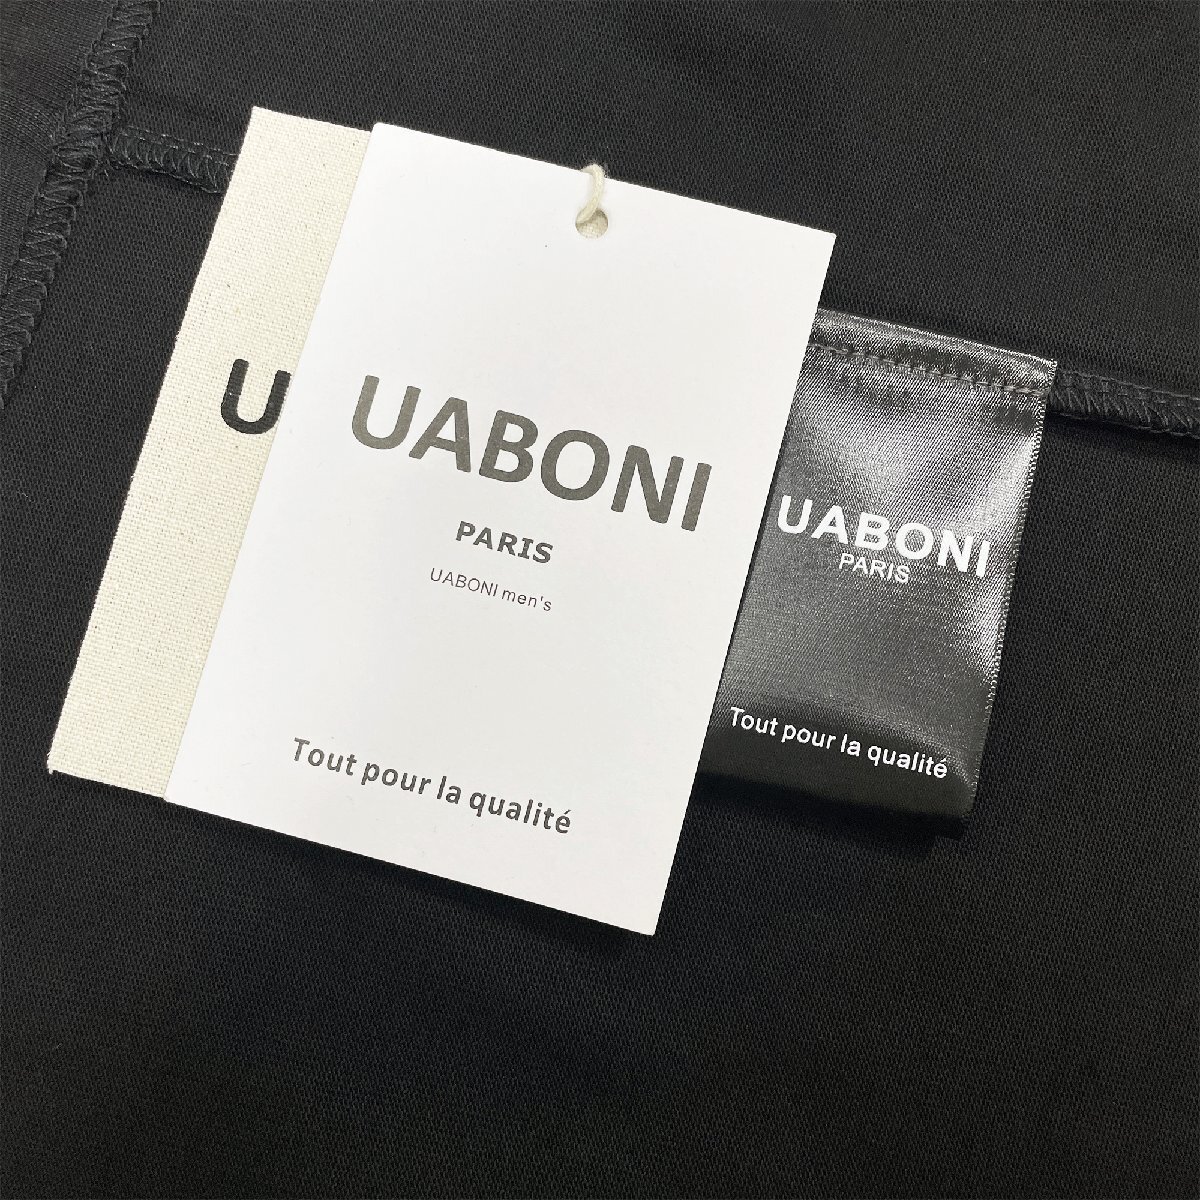 U
UABONI
PARIS
UABONI men's
Tout pour la qualité
UABONI
PARIS
Tout pour la qualité